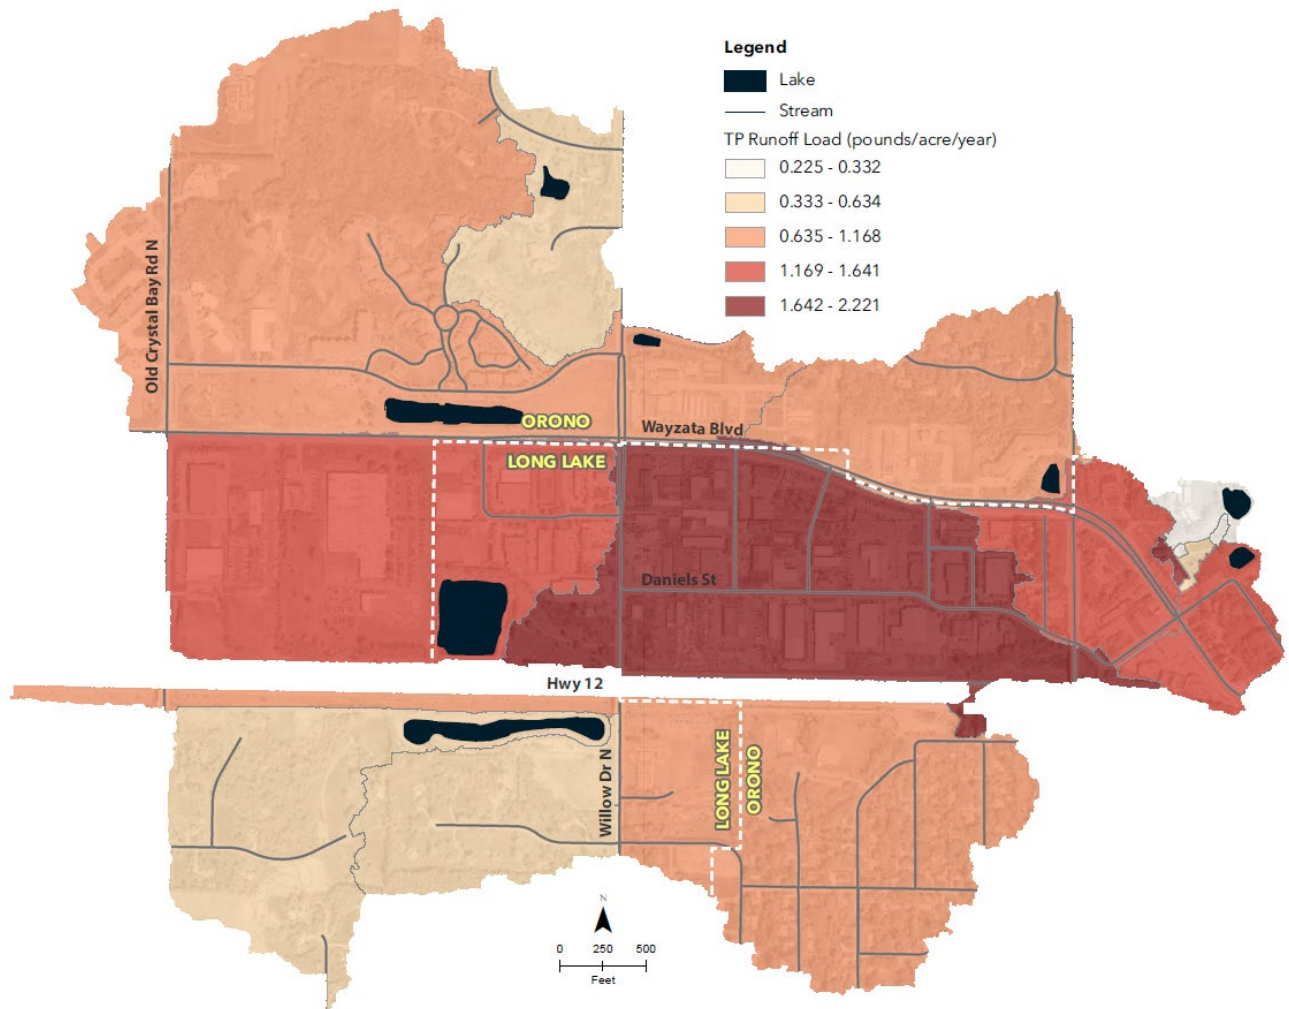 Legend
Lake
Stream
TP Runoff Load (pounds/acre/year)
0.225 - 0.332
0.333 - 0.634
0.635 - 1.168
1.169 - 1.641
1.642 - 2.221
Old Crystal Bay Rd N
ORONO
Wayzata Blvd
LONG LAKE
Daniels St
Hwy 12
Willow Dr N
LONG LAKE
ORONO
N
0 250 500
Feet